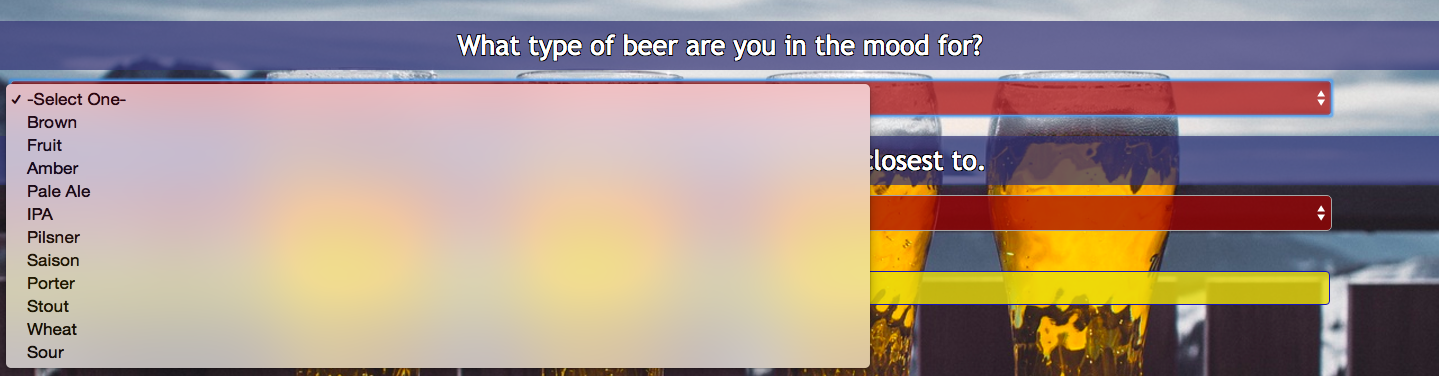 What type of beer are you in the mood for?
✓ -Select One-
Brown
Fruit
Amber
Pale Ale
closest to.
IPA
Pilsner
Saison
Porter
Stout
Wheat
Sour